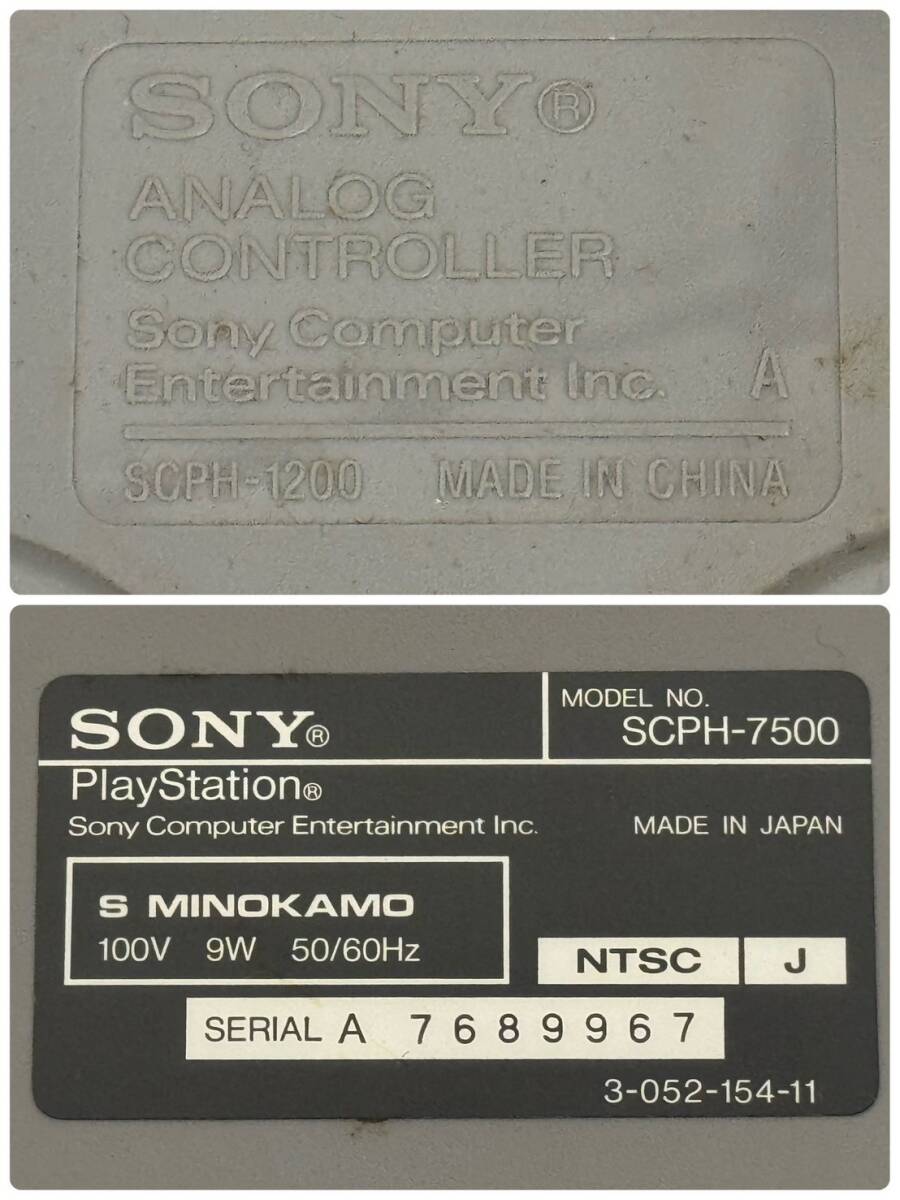 SONY®
ANALOG
CONTROLLER
Sony Computer
Entertainment Inc. A
SCPH-1200 MADE IN CHINA
SONY®
MODEL NO.
SCPH-7500
PlayStation®
Sony Computer Entertainment Inc.
MADE IN JAPAN
S MINOKAMO
100V 9W 50/60Hz
NTSC J
SERIAL A 7689967
3-052-154-11